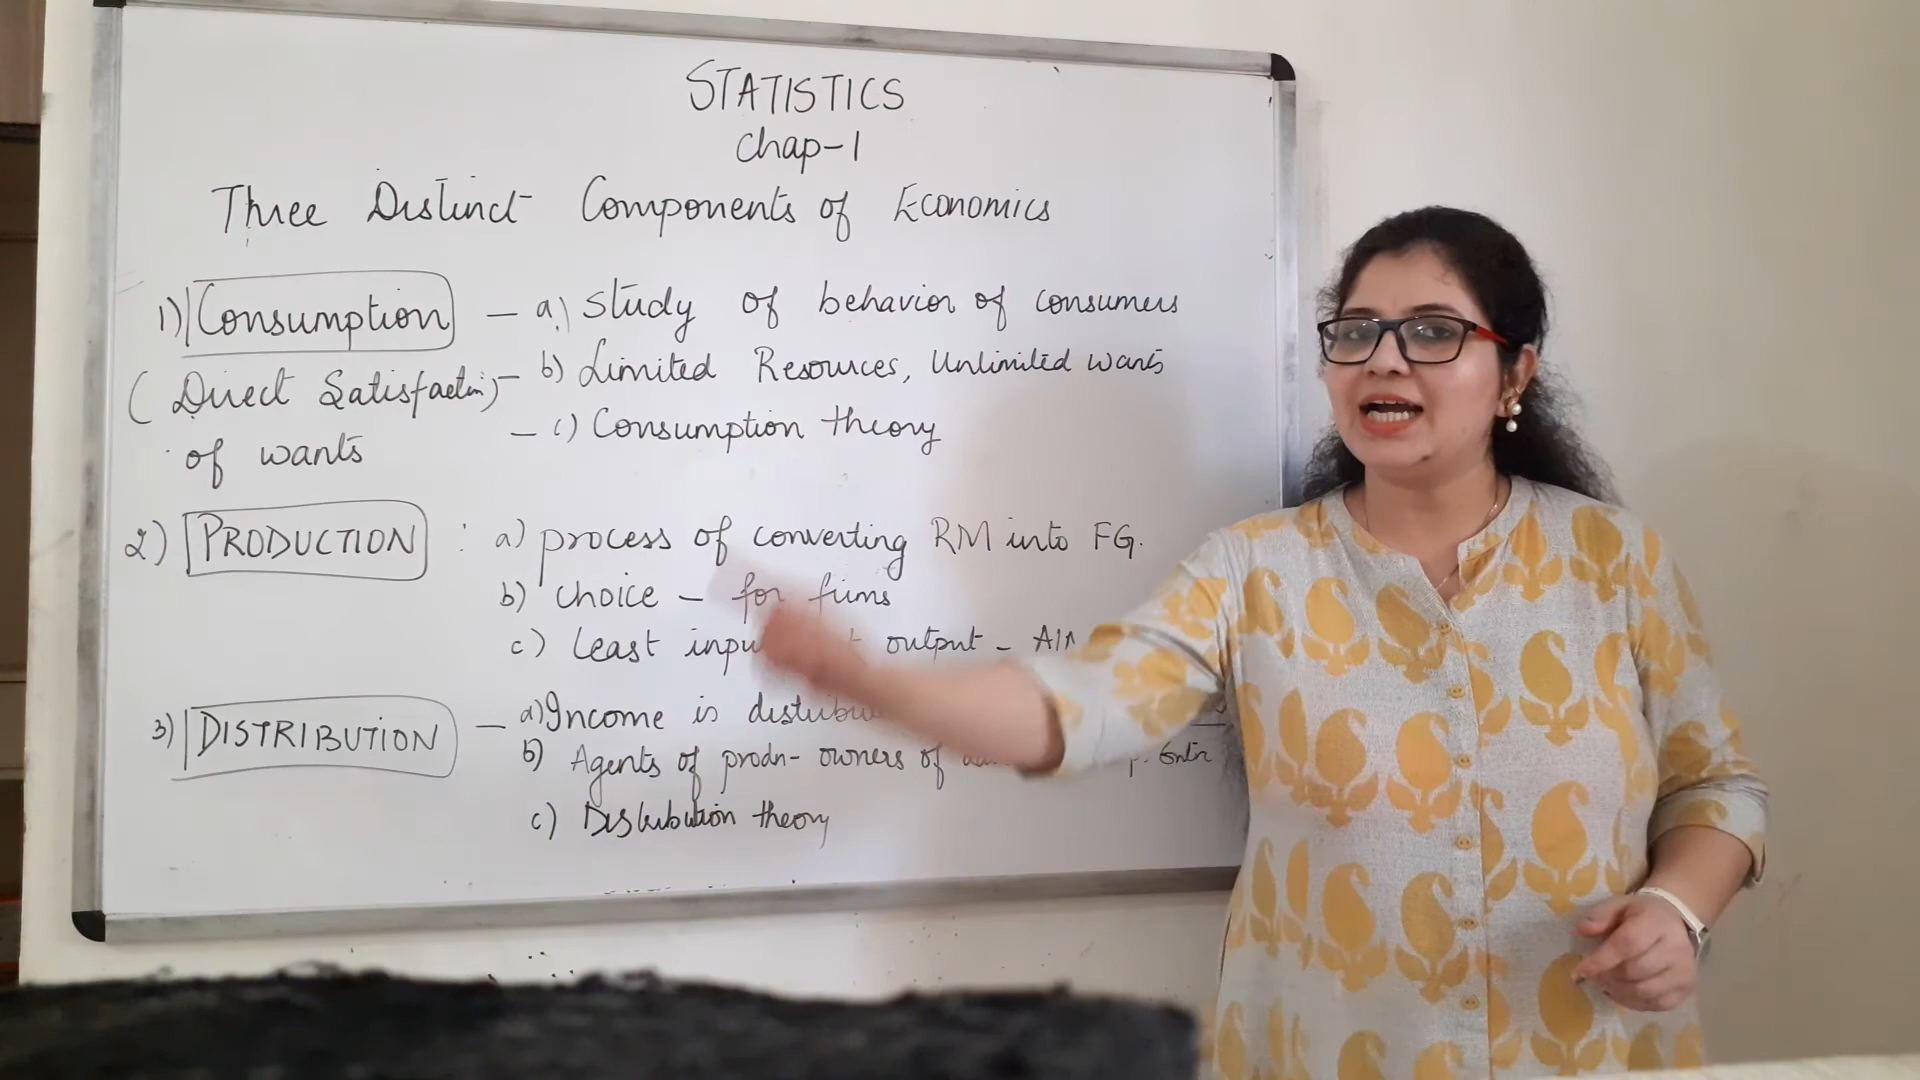 STATISTICS
Chap-1
Three Distinct Components of Economics
1) Consumption - a) Study of behavior of consumers
(Direct Satisfaction) - b) Limited Resources, Unlimited wants
of wants - c) Consumption theory
2) PRODUCTION : a) process of converting RM into FG.
b) choice - for firms
c) Least output -
3) DISTRIBUTION - a) Income is
b) Agents of prodn - owners of
c) Distribution theory